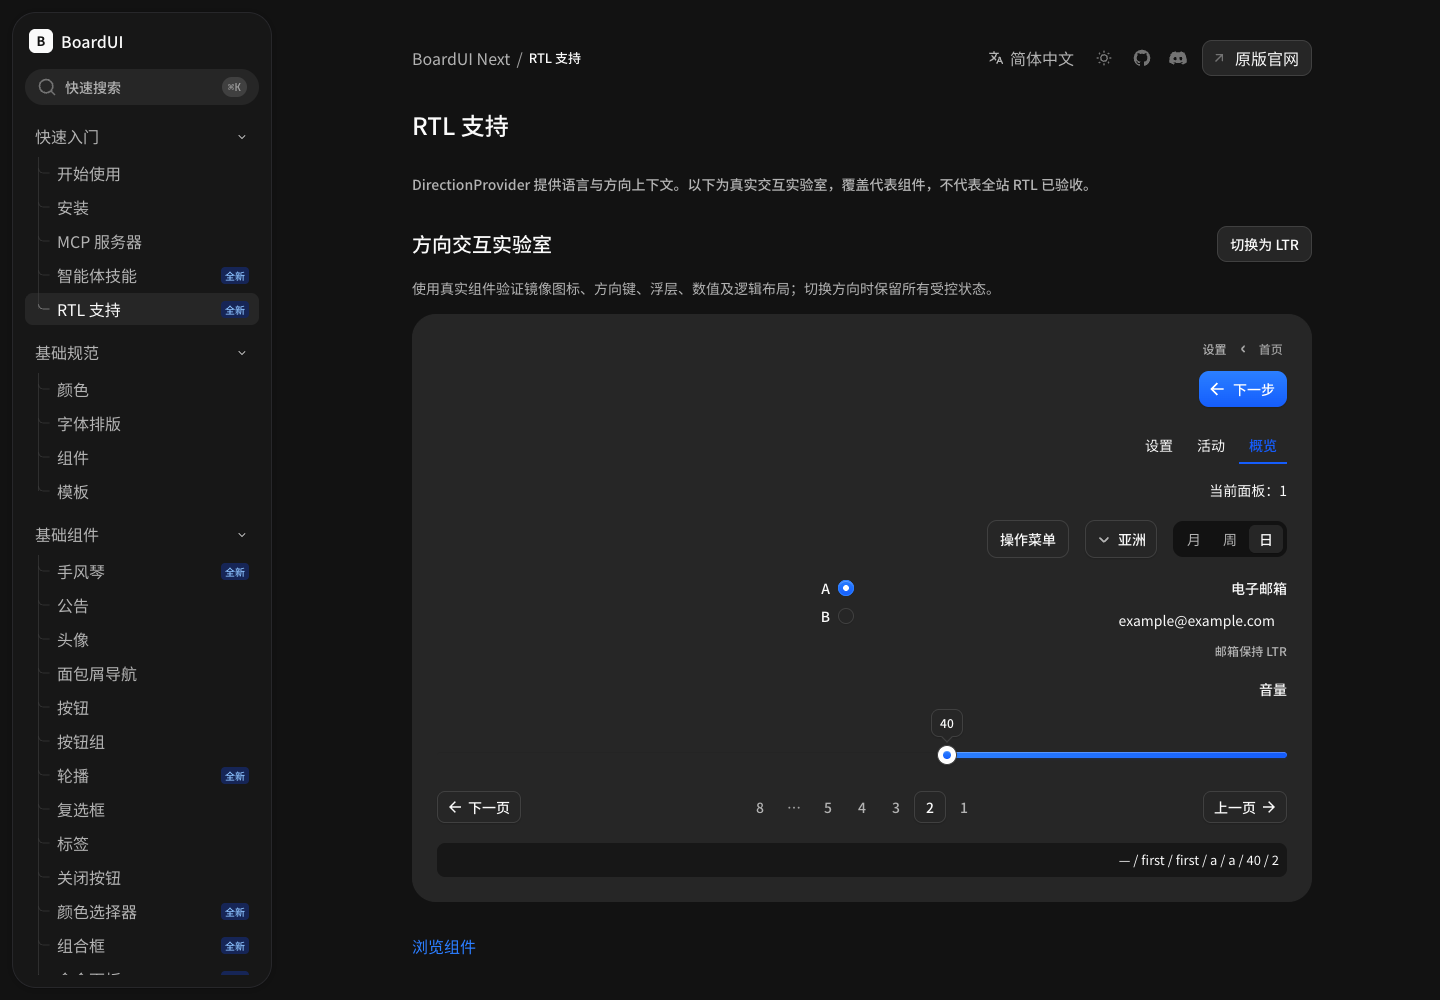 B BoardUI
快速搜索 ⌘K
快速入门
开始使用
安装
MCP 服务器
智能体技能 全新
RTL 支持 全新
基础规范
颜色
字体排版
组件
模板
基础组件
手风琴 全新
公告
头像
面包屑导航
按钮
按钮组
轮播 全新
复选框
标签
关闭按钮
颜色选择器 全新
组合框 全新
BoardUI Next / RTL 支持
简体中文
原版官网
RTL 支持
DirectionProvider 提供语言与方向上下文。以下为真实交互实验室，覆盖代表组件，不代表全站 RTL 已验收。
方向交互实验室
切换为 LTR
使用真实组件验证镜像图标、方向键、浮层、数值及逻辑布局；切换方向时保留所有受控状态。
设置 首页
下一步
设置 活动 概览
当前面板：1
操作菜单 亚洲 月 周 日
A
B
电子邮箱
example@example.com
邮箱保持 LTR
音量
40
下一页 8 … 5 4 3 2 1 上一页
— / first / first / a / a / 40 / 2
浏览组件